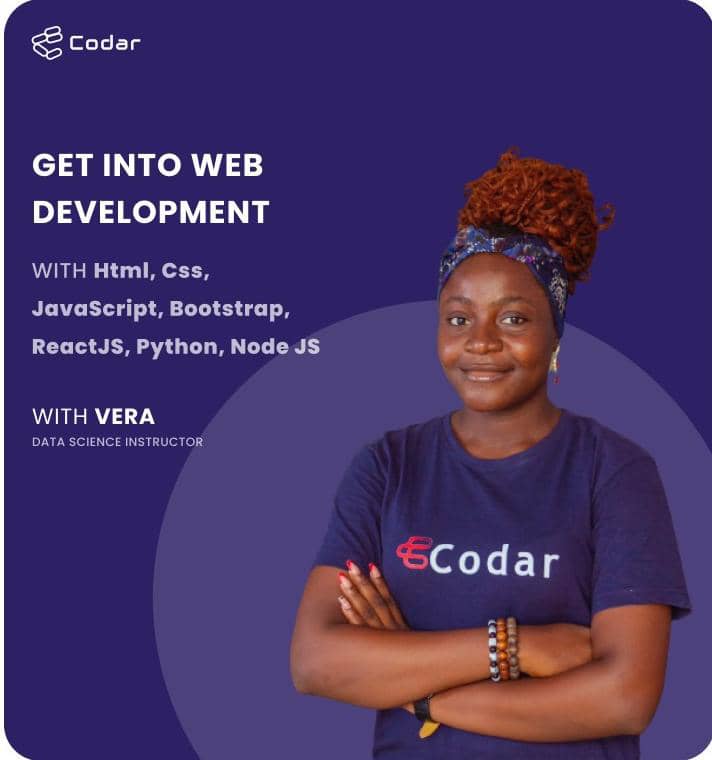 Codar
GET INTO WEB
DEVELOPMENT
WITH Html, Css,
JavaScript, Bootstrap,
ReactJS, Python, Node JS
WITH VERA
DATA SCIENCE INSTRUCTOR
Codar